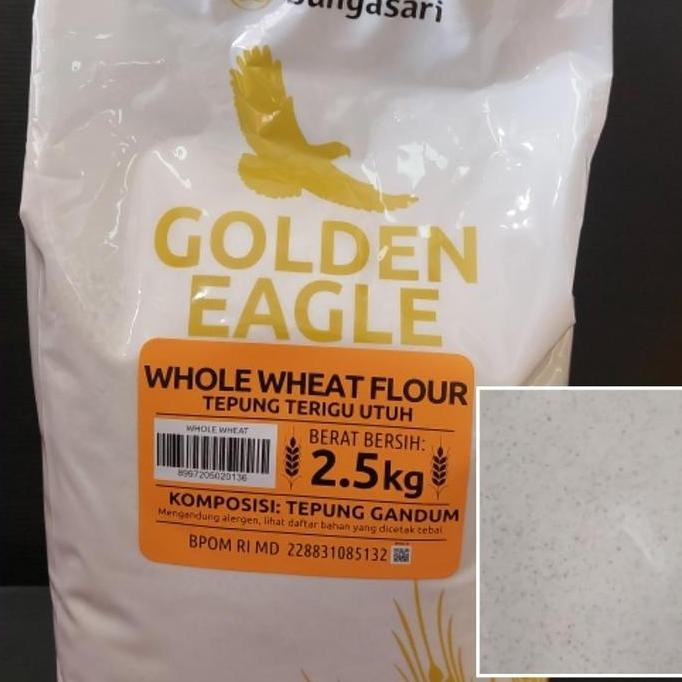 Bungasari
GOLDEN
EAGLE
WHOLE WHEAT FLOUR
TEPUNG TERIGU UTUH
WHOLE WHEAT
8997205020136
BERAT BERSIH:
2.5kg
KOMPOSISI: TEPUNG GANDUM
Mengandung alergen, lihat daftar bahan yang dicetak tebal
BPOM RI MD 228831085132